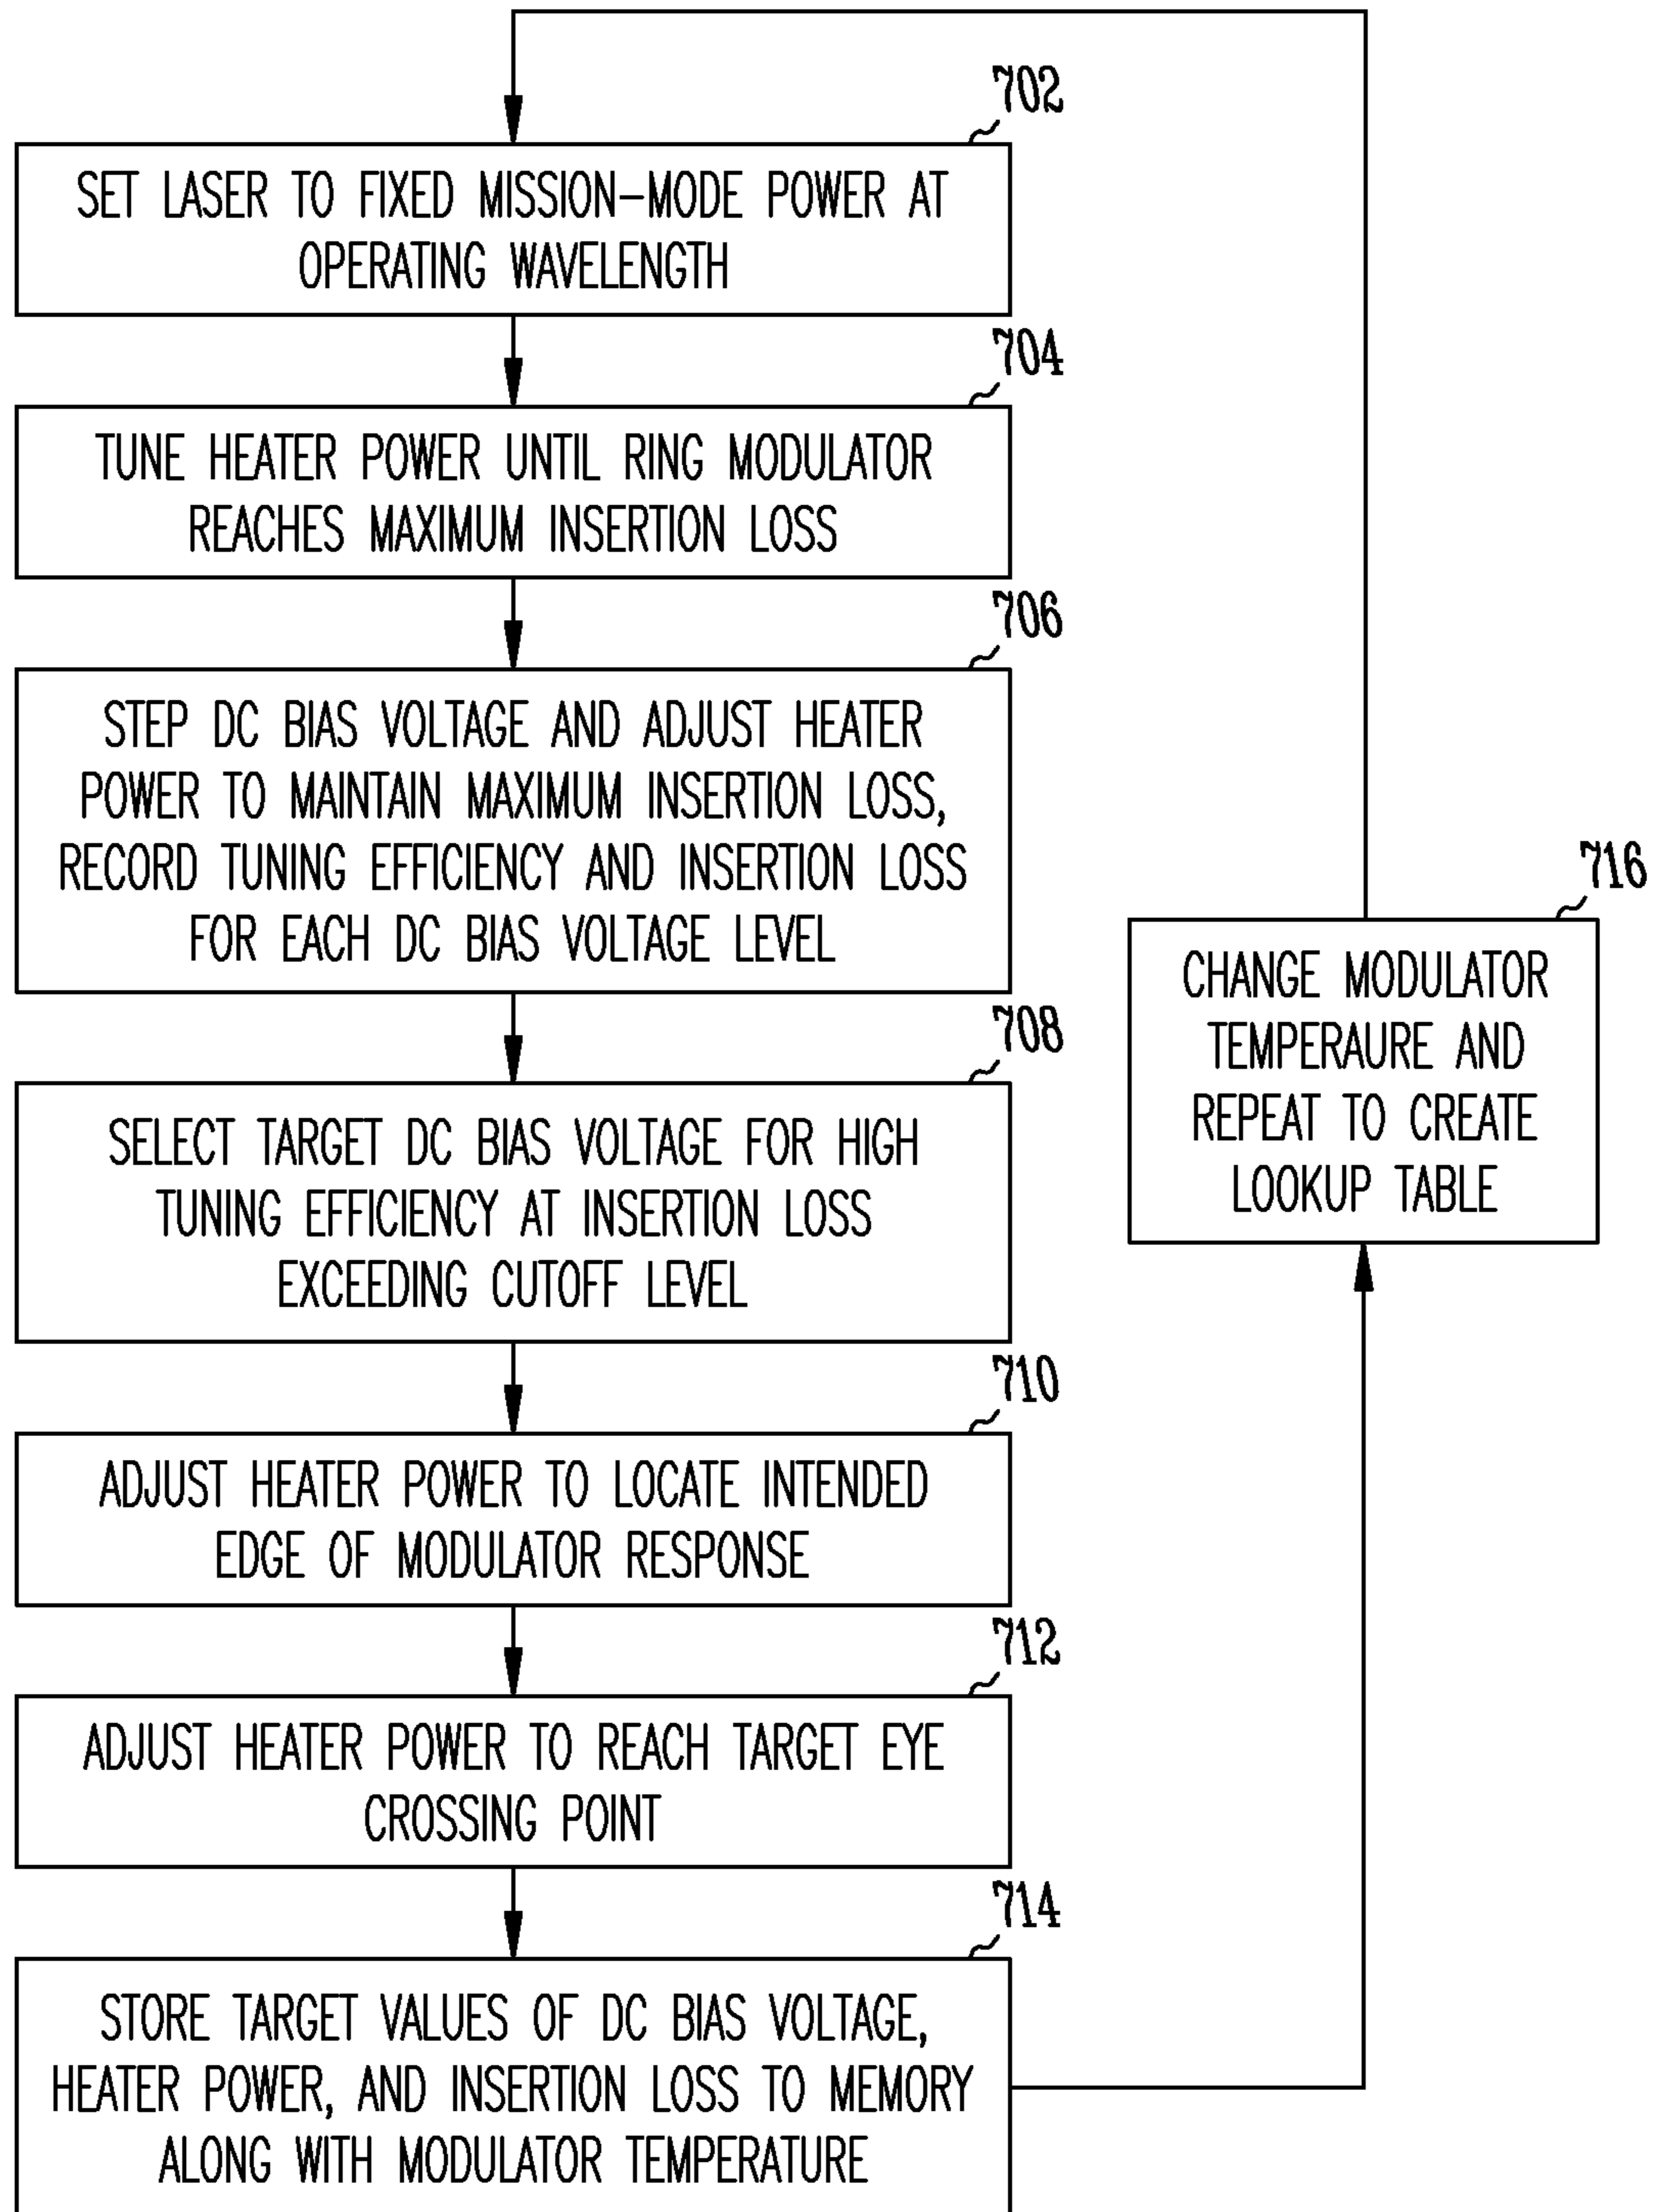 702
SET LASER TO FIXED MISSION-MODE POWER AT
OPERATING WAVELENGTH
704
TUNE HEATER POWER UNTIL RING MODULATOR
REACHES MAXIMUM INSERTION LOSS
706
STEP DC BIAS VOLTAGE AND ADJUST HEATER
POWER TO MAINTAIN MAXIMUM INSERTION LOSS,
RECORD TUNING EFFICIENCY AND INSERTION LOSS
FOR EACH DC BIAS VOLTAGE LEVEL
708
SELECT TARGET DC BIAS VOLTAGE FOR HIGH
TUNING EFFICIENCY AT INSERTION LOSS
EXCEEDING CUTOFF LEVEL
710
ADJUST HEATER POWER TO LOCATE INTENDED
EDGE OF MODULATOR RESPONSE
712
ADJUST HEATER POWER TO REACH TARGET EYE
CROSSING POINT
714
STORE TARGET VALUES OF DC BIAS VOLTAGE,
HEATER POWER, AND INSERTION LOSS TO MEMORY
ALONG WITH MODULATOR TEMPERATURE
716
CHANGE MODULATOR
TEMPERAURE AND
REPEAT TO CREATE
LOOKUP TABLE